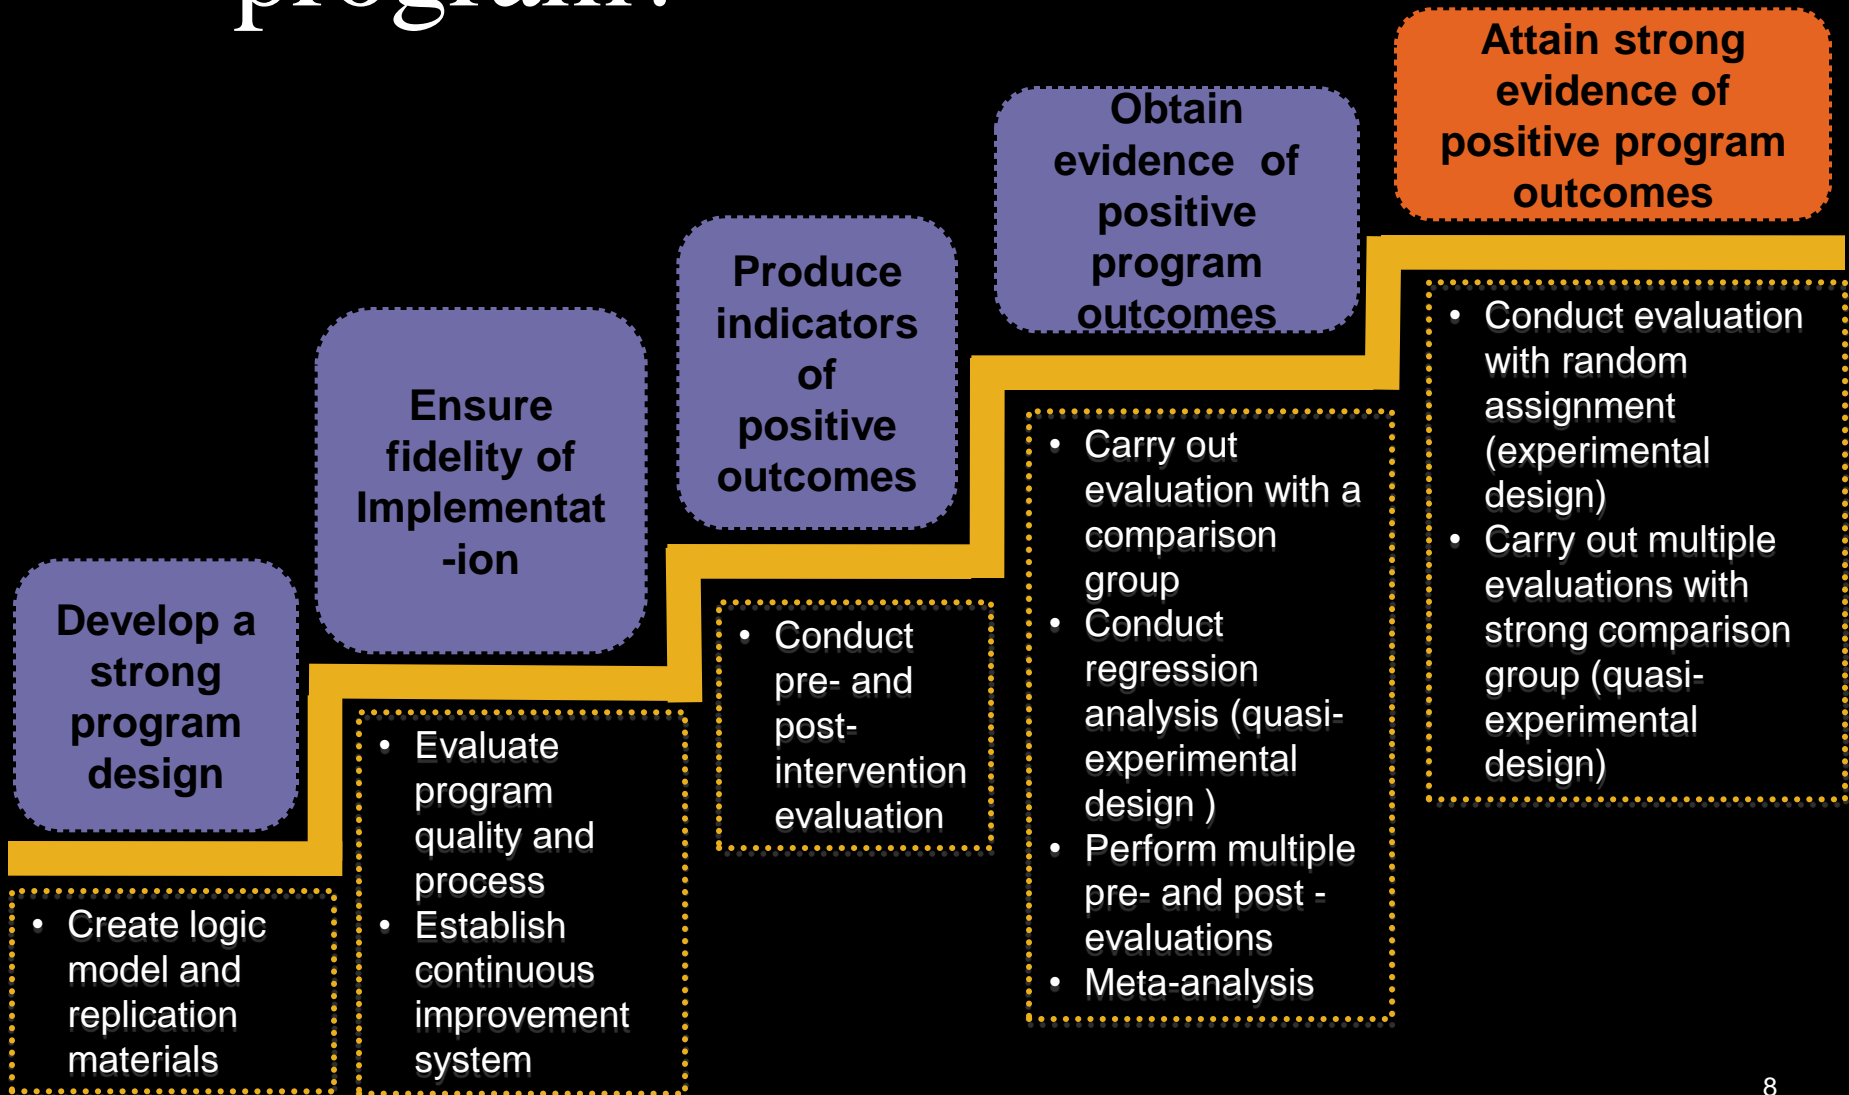 program?
Develop a
strong
program
design
• Create logic
model and
replication
materials
Ensure
fidelity of
Implementat
-ion
• Evaluate
program
quality and
process
• Establish
continuous
improvement
system
Produce
indicators
of
positive
outcomes
• Conduct
pre- and
post-
intervention
evaluation
Obtain
evidence of
positive
program
outcomes
• Carry out
evaluation with a
comparison
group
• Conduct
regression
analysis (quasi-
experimental
design )
• Perform multiple
pre- and post -
evaluations
• Meta-analysis
Attain strong
evidence of
positive program
outcomes
• Conduct evaluation
with random
assignment
(experimental
design)
• Carry out multiple
evaluations with
strong comparison
group (quasi-
experimental
design)
8